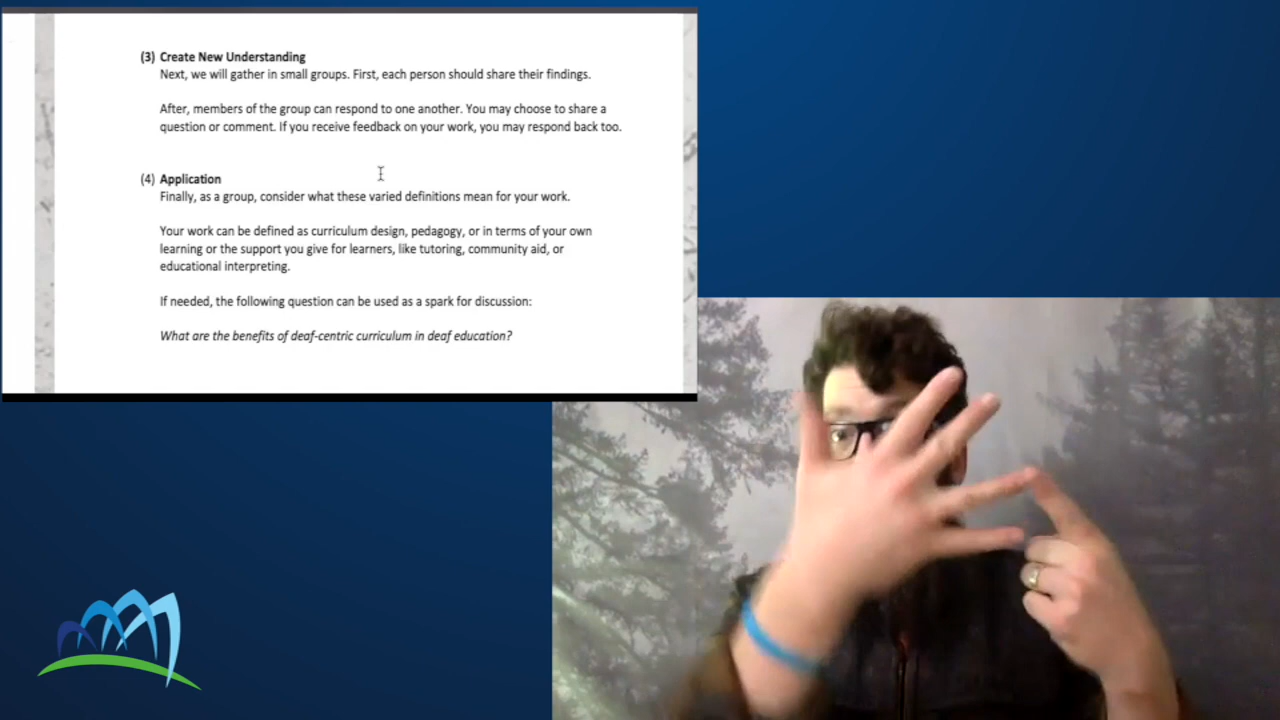 (3) Create New Understanding
Next, we will gather in small groups. First, each person should share their findings.
After, members of the group can respond to one another. You may choose to share a
question or comment. If you receive feedback on your work, you may respond back too.
(4) Application
Finally, as a group, consider what these varied definitions mean for your work.
Your work can be defined as curriculum design, pedagogy, or in terms of your own
learning or the support you give for learners, like tutoring, community aid, or
educational interpreting.
If needed, the following question can be used as a spark for discussion:
What are the benefits of deaf-centric curriculum in deaf education?